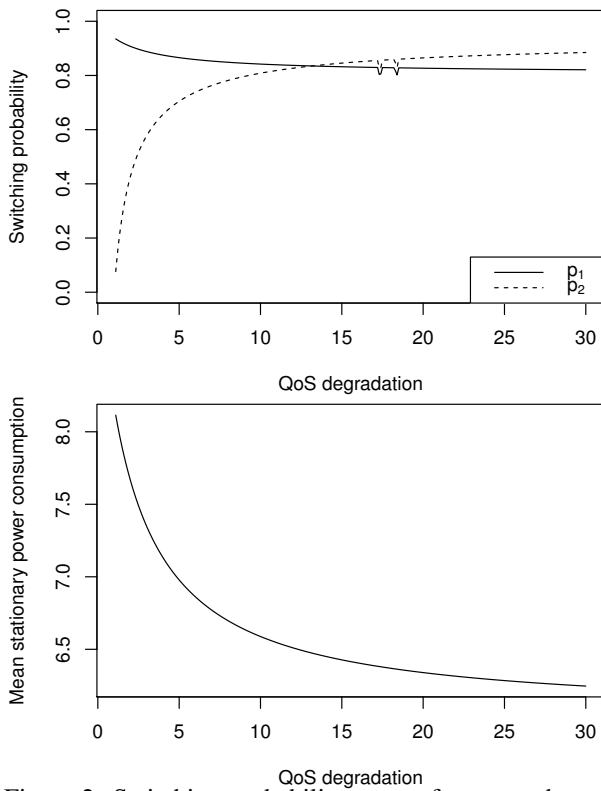 1.0
0.8
0.6
0.4
0.2
0.0
Switching probability
p1
p2
0 5 10 15 20 25 30
QoS degradation
8.0
7.5
7.0
6.5
Mean stationary power consumption
0 5 10 15 20 25 30
QoS degradation